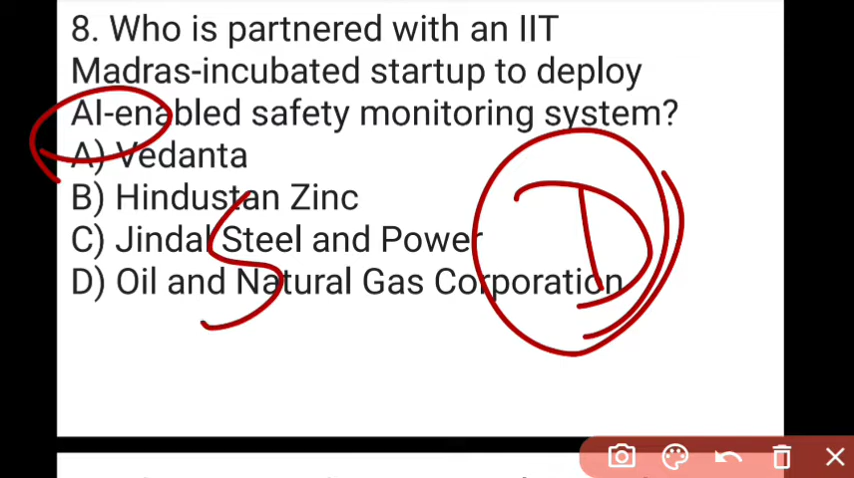 8. Who is partnered with an IIT
Madras-incubated startup to deploy
AI-enabled safety monitoring system?
A) Vedanta
B) Hindustan Zinc
C) Jindal Steel and Power
D) Oil and Natural Gas Corporation
S
D